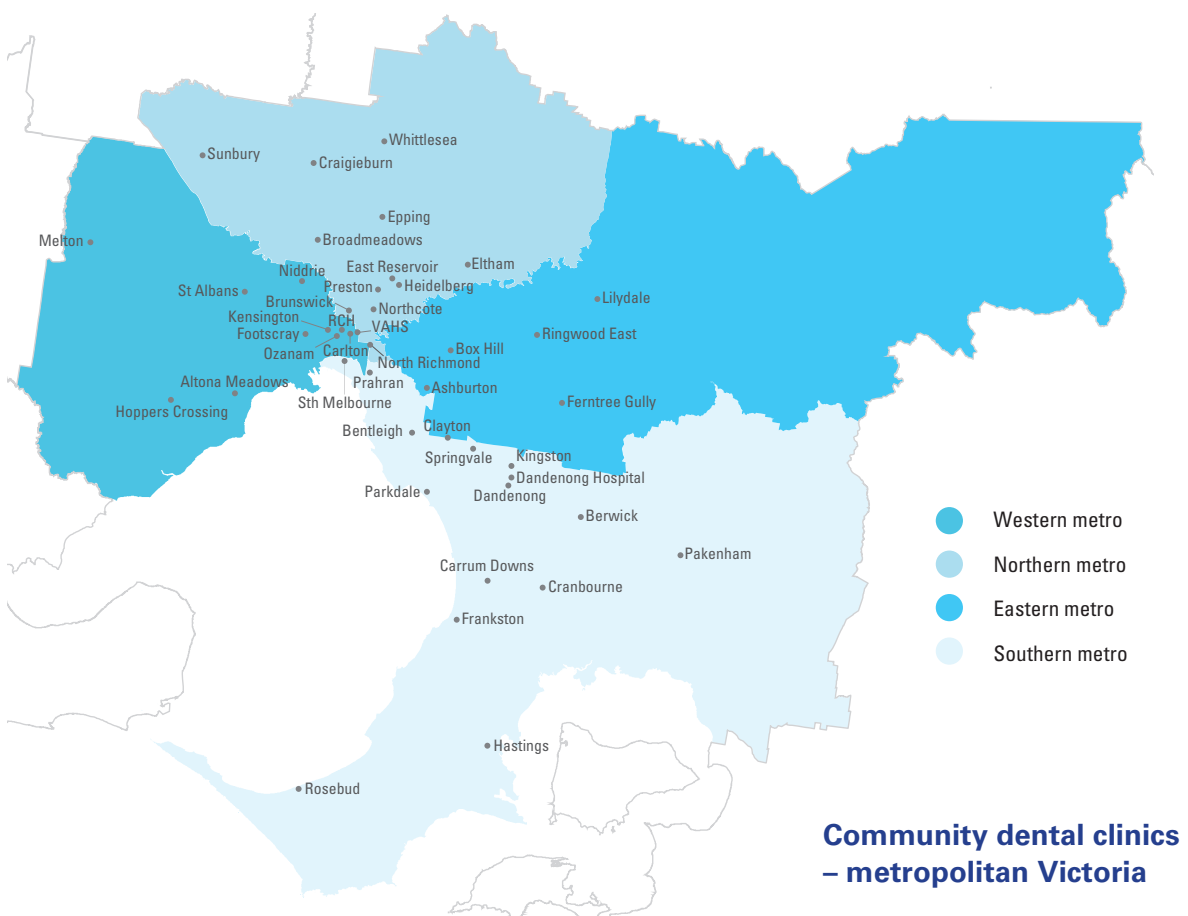 Whittlesea
Sunbury
Craigieburn
Epping
Melton
Broadmeadows
East Reservoir
Eltham
Niddrie
Preston
Heidelberg
St Albans
Lilydale
Brunswick
Northcote
Kensington
RCH
VAHS
Footscray
Ringwood East
Ozanam
Carlton
Box Hill
North Richmond
Altona Meadows
Prahran
Ashburton
Sth Melbourne
Ferntree Gully
Hoppers Crossing
Clayton
Bentleigh
Springvale
Kingston
Dandenong Hospital
Parkdale
Dandenong
Berwick
Western metro
Pakenham
Northern metro
Carrum Downs
Cranbourne
Eastern metro
Frankston
Southern metro
Hastings
Rosebud
Community dental clinics
– metropolitan Victoria